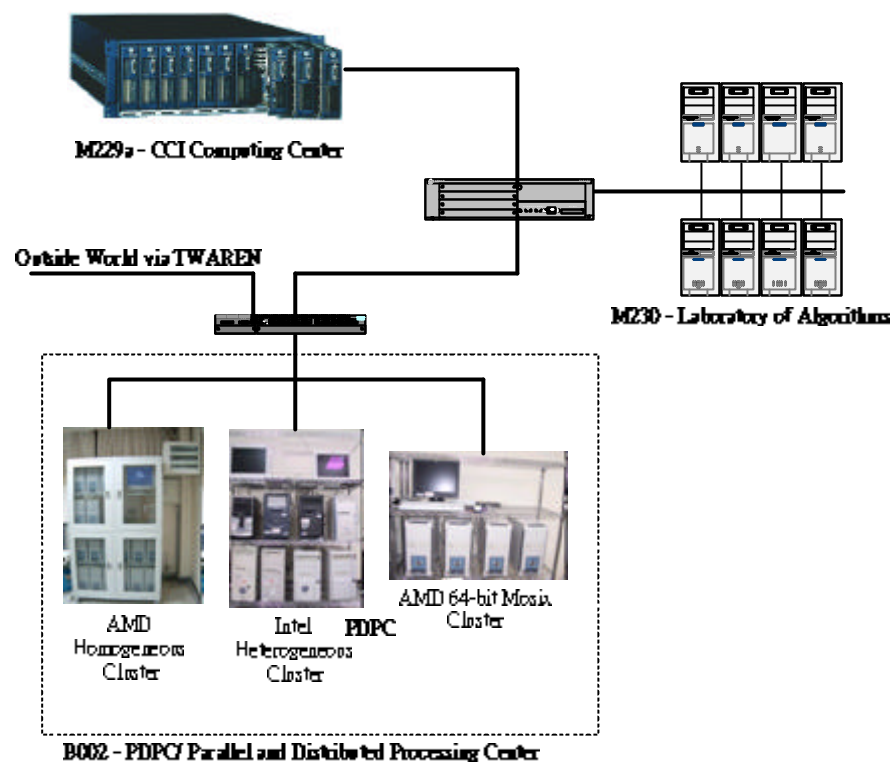 M229a - CCI Computing Center
Outside World via TWAREN
M230 - Laboratory of Algorithms
AMD
Homogeneous
Cluster
Intel
Heterogeneous
Cluster
PDPC
AMD 64-bit Mosix
Cluster
B002 - PDPC/ Parallel and Distributed Processing Center